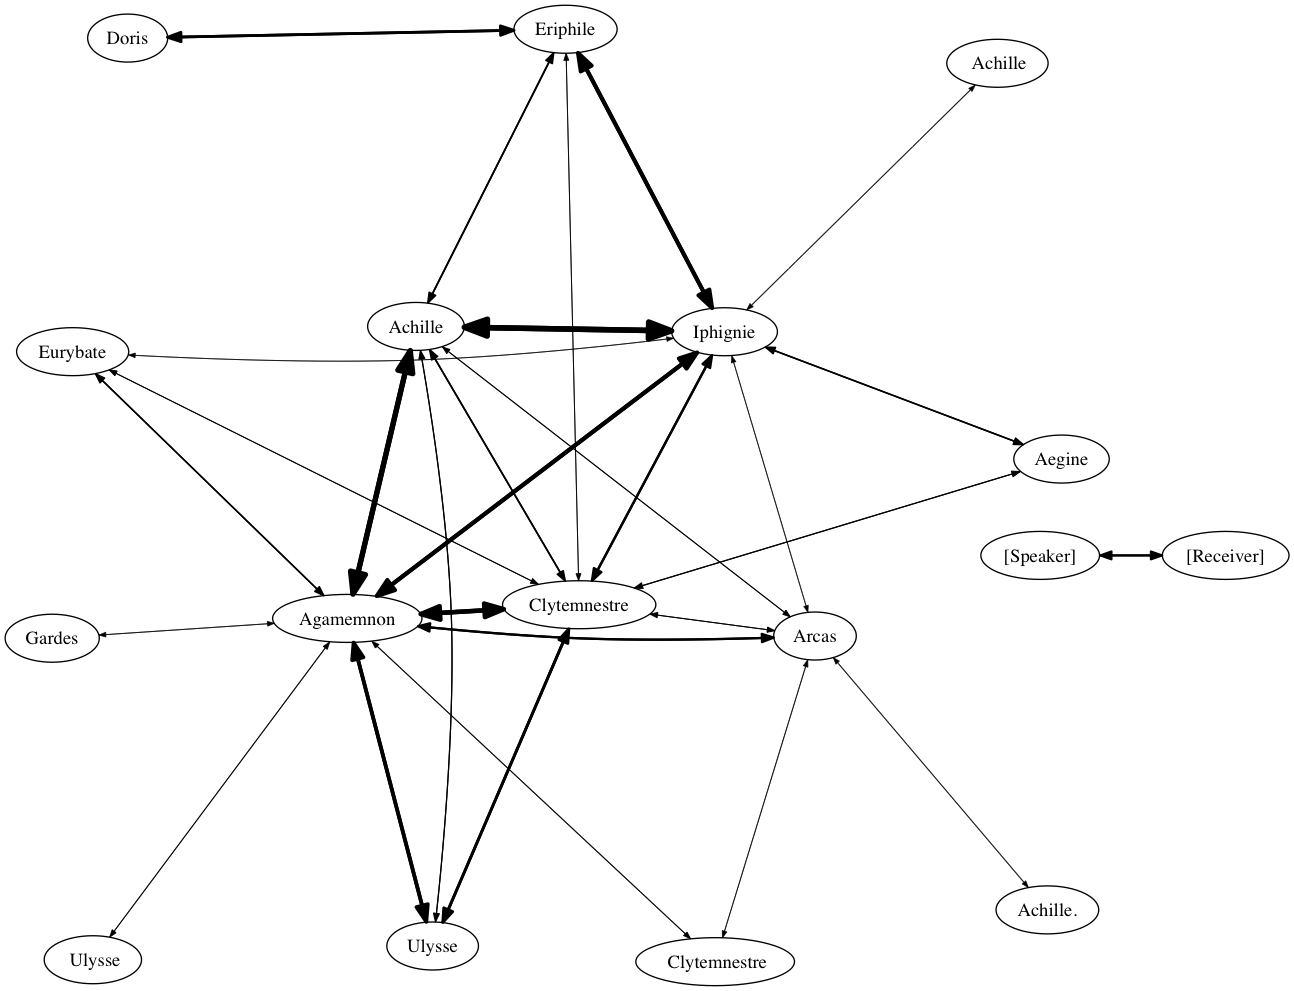 Doris
Eriphile
Achille
Achille
Iphignie
Eurybate
Aegine
[Speaker]
[Receiver]
Clytemnestre
Agamemnon
Gardes
Arcas
Achille.
Ulysse
Ulysse
Clytemnestre